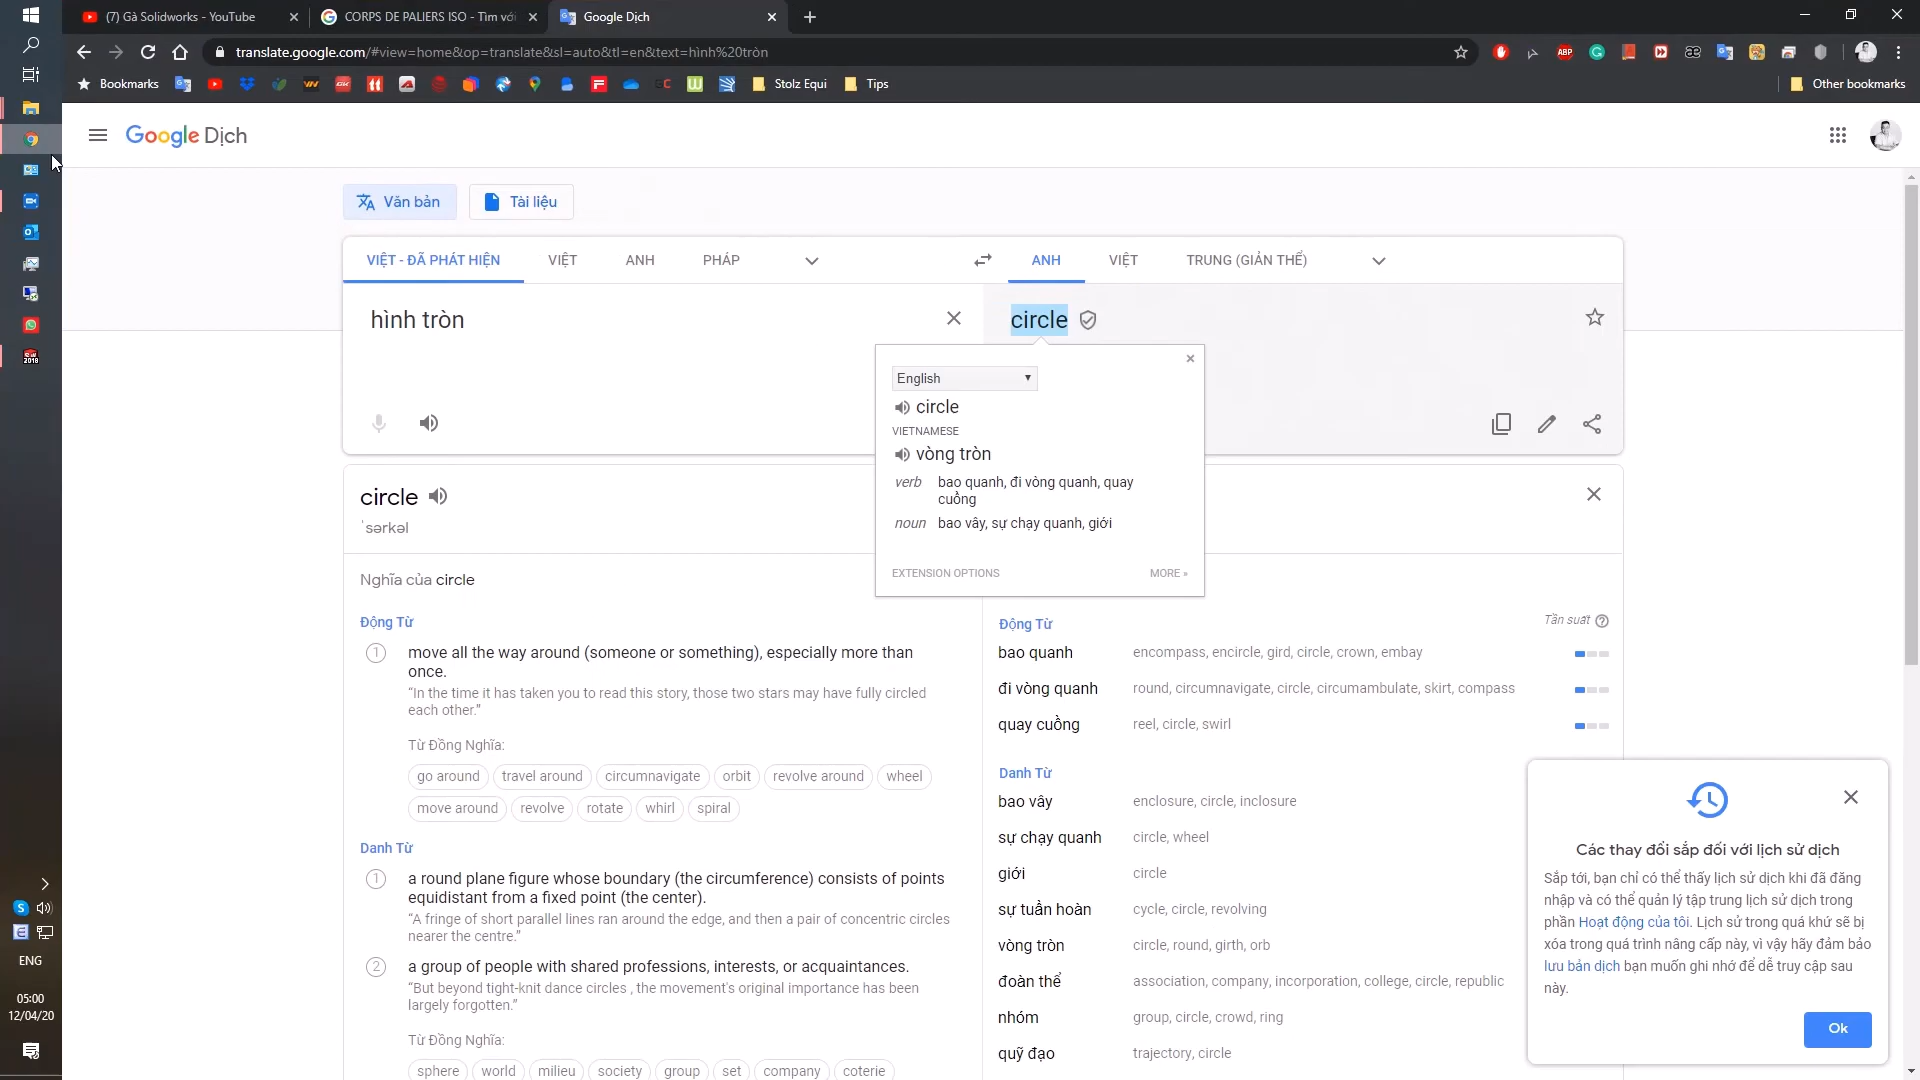 (7) Gà Solidworks - YouTube
CORPS DE PALIERS ISO - Tìm với
Google Dịch
translate.google.com/#view=home&op=translate&sl=auto&tl=en&text=hình%20tròn
ABP
Bookmarks
Stolz Equi
Tips
Other bookmarks
Google Dịch
Văn bản
Tài liệu
VIỆT - ĐÃ PHÁT HIỆN
VIỆT
ANH
PHÁP
ANH
VIỆT
TRUNG (GIẢN THỂ)
hình tròn
circle
English
circle
VIETNAMESE
vòng tròn
verb bao quanh, đi vòng quanh, quay
cuồng
noun bao vây, sự chạy quanh, giới
EXTENSION OPTIONS
MORE »
circle
ˈsərkəl
Nghĩa của circle
Động Từ
1 move all the way around (someone or something), especially more than
once.
“In the time it has taken you to read this story, those two stars may have fully circled
each other.”
Từ Đồng Nghĩa:
go around travel around circumnavigate orbit revolve around wheel
move around revolve rotate whirl spiral
Danh Từ
1 a round plane figure whose boundary (the circumference) consists of points
equidistant from a fixed point (the center).
“A fringe of short parallel lines ran around the edge, and then a pair of concentric circles
nearer the centre.”
2 a group of people with shared professions, interests, or acquaintances.
“But beyond tight-knit dance circles , the movement's original importance has been
largely forgotten.”
Từ Đồng Nghĩa:
sphere world milieu society group set company coterie
Động Từ
Tần suất
bao quanh encompass, encircle, gird, circle, crown, embay
đi vòng quanh round, circumnavigate, circle, circumambulate, skirt, compass
quay cuồng reel, circle, swirl
Danh Từ
bao vây enclosure, circle, inclosure
sự chạy quanh circle, wheel
giới circle
sự tuần hoàn cycle, circle, revolving
vòng tròn circle, round, girth, orb
đoàn thể association, company, incorporation, college, circle, republic
nhóm group, circle, crowd, ring
quỹ đạo trajectory, circle
Các thay đổi sắp đối với lịch sử dịch
Sắp tới, bạn chỉ có thể thấy lịch sử dịch khi đã đăng
nhập và có thể quản lý tập trung lịch sử dịch trong
phần Hoạt động của tôi. Lịch sử trong quá khứ sẽ bị
xóa trong quá trình nâng cấp này, vì vậy hãy đảm bảo
lưu bản dịch bạn muốn ghi nhớ để dễ truy cập sau
này.
Ok
ENG
05:00
12/04/20